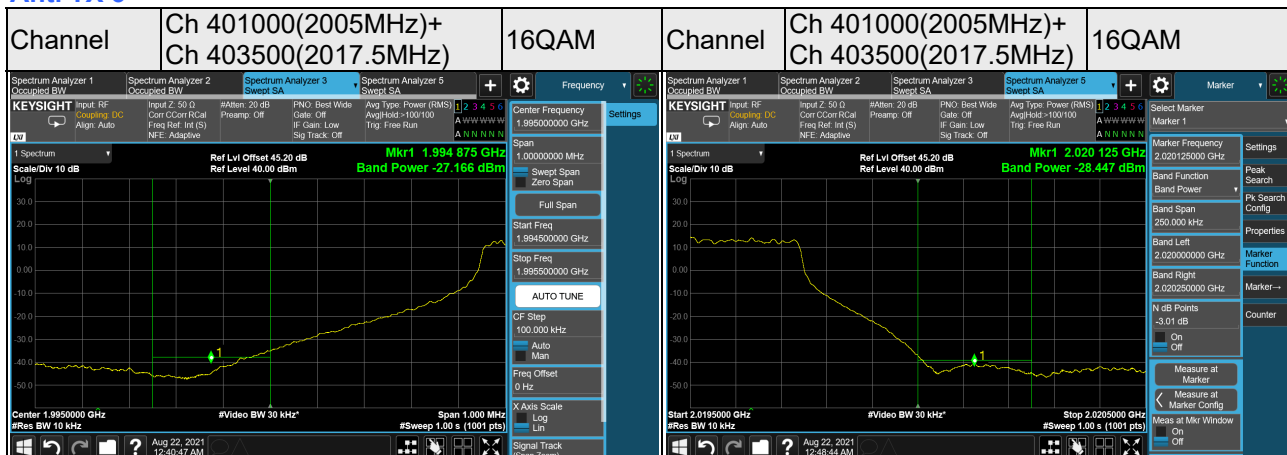 Channel
Ch 401000(2005MHz)+
Ch 403500(2017.5MHz)
16QAM
Spectrum Analyzer 1
Occupied BW
Spectrum Analyzer 2
Occupied BW
Spectrum Analyzer 3
Swept SA
Spectrum Analyzer 5
Swept SA
+
Frequency
KEYSIGHT
LXI
Input: RF
Coupling: DC
Align: Auto
Input Z: 50 Ω
Corr CCorr RCal
Freq Ref: Int (S)
NFE: Adaptive
#Atten: 20 dB
Preamp: Off
PNO: Best Wide
Gate: Off
IF Gain: Low
Sig Track: Off
Avg Type: Power (RMS)
Avg|Hold:>100/100
Trig: Free Run
1 2 3 4 5 6
A W W W W W
A N N N N N
1 Spectrum
Scale/Div 10 dB
Log
Ref Lvl Offset 45.20 dB
Ref Level 40.00 dBm
Mkr1 1.994 875 GHz
Band Power -27.166 dBm
30.0
20.0
10.0
0.00
-10.0
-20.0
-30.0
-40.0
-50.0
1
Center 1.9950000 GHz
#Res BW 10 kHz
#Video BW 30 kHz*
Span 1.000 MHz
#Sweep 1.00 s (1001 pts)
?
Aug 22, 2021
12:40:47 AM
Center Frequency
1.995000000 GHz
Settings
Span
1.00000000 MHz
Swept Span
Zero Span
Full Span
Start Freq
1.994500000 GHz
Stop Freq
1.995500000 GHz
AUTO TUNE
CF Step
100.000 kHz
Auto
Man
Freq Offset
0 Hz
X Axis Scale
Log
Lin
Signal Track
Channel
Ch 401000(2005MHz)+
Ch 403500(2017.5MHz)
16QAM
Spectrum Analyzer 1
Occupied BW
Spectrum Analyzer 2
Occupied BW
Spectrum Analyzer 3
Swept SA
Spectrum Analyzer 5
Swept SA
+
Marker
KEYSIGHT
LXI
Input: RF
Coupling: DC
Align: Auto
Input Z: 50 Ω
Corr CCorr RCal
Freq Ref: Int (S)
NFE: Adaptive
#Atten: 20 dB
Preamp: Off
PNO: Best Wide
Gate: Off
IF Gain: Low
Sig Track: Off
Avg Type: Power (RMS)
Avg|Hold:>100/100
Trig: Free Run
1 2 3 4 5 6
A W W W W W
A N N N N N
1 Spectrum
Scale/Div 10 dB
Log
Ref Lvl Offset 45.20 dB
Ref Level 40.00 dBm
Mkr1 2.020 125 GHz
Band Power -28.447 dBm
30.0
20.0
10.0
0.00
-10.0
-20.0
-30.0
-40.0
-50.0
1
Start 2.0195000 GHz
#Res BW 10 kHz
#Video BW 30 kHz*
Stop 2.0205000 GHz
#Sweep 1.00 s (1001 pts)
?
Aug 22, 2021
12:48:44 AM
Select Marker
Marker 1
Marker Frequency
2.020125000 GHz
Band Function
Band Power
Band Span
250.000 kHz
Band Left
2.02000000 GHz
Band Right
2.020250000 GHz
N dB Points
-3.01 dB
On
Off
Measure at
Marker
Measure at
Marker Config
Meas at Mkr Window
On
Off
Settings
Peak
Search
Pk Search
Config
Properties
Marker
Function
Marker→
Counter